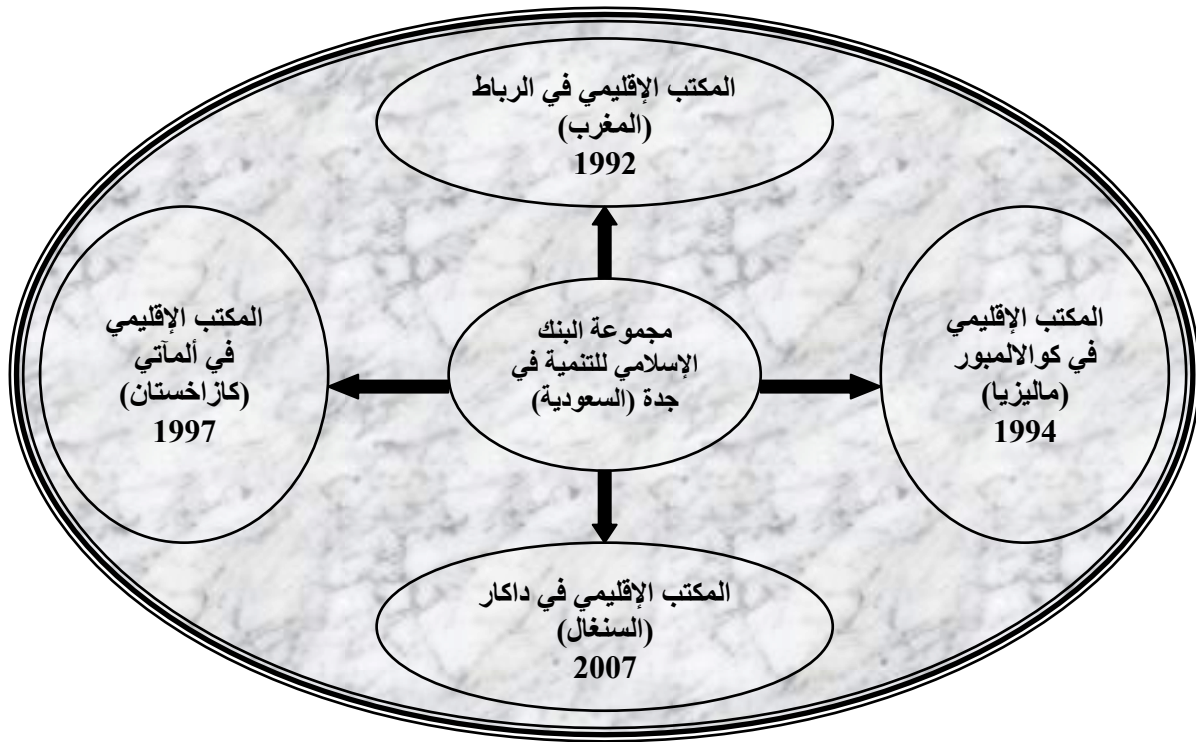 المكتب الإقليمي في الرباط
(المغرب)
1992
المكتب الإقليمي
في كوالالمبور
(ماليزيا)
1994
مجموعة البنك
الإسلامي للتنمية في
جدة (السعودية)
المكتب الإقليمي
في ألمآتي
(كازاخستان)
1997
المكتب الإقليمي في داكار
(السنغال)
2007